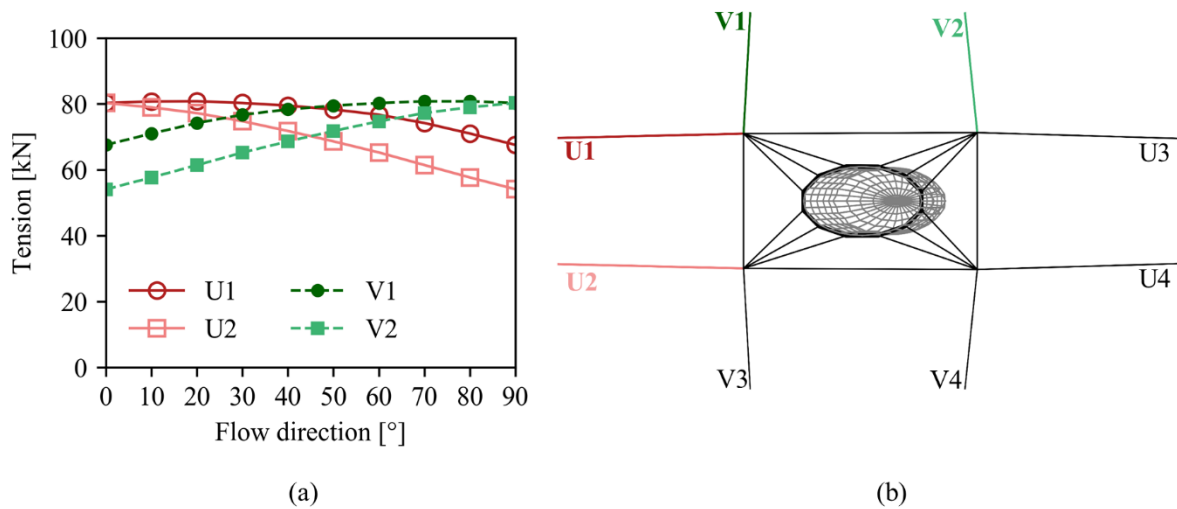 100
80
60
40
20
0
Tension [kN]
U1
V1
U2
V2
0 10 20 30 40 50 60 70 80 90
Flow direction [°]
(a)
V1
V2
U1
U3
U2
U4
V3
V4
(b)